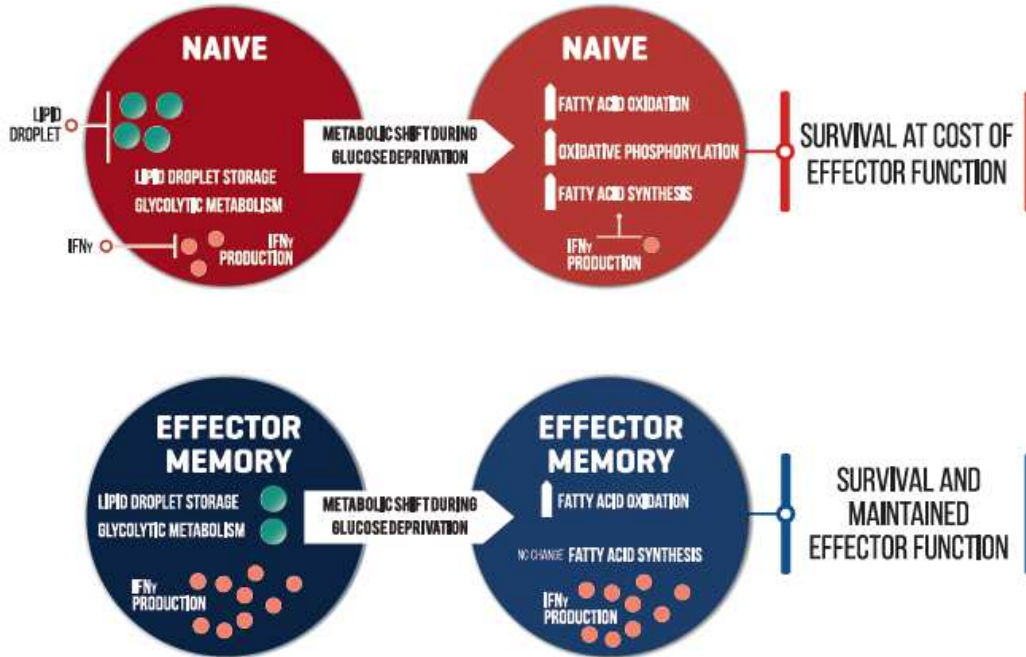 NAIVE
LIPID
DROPLET
LIPID DROPLET STORAGE
GLYCOLYTIC METABOLISM
IFNγ
IFNγ
PRODUCTION
METABOLIC SHIFT DURING
GLUCOSE DEPRIVATION
NAIVE
FATTY ACID OXIDATION
OXIDATIVE PHOSPHORYLATION
FATTY ACID SYNTHESIS
IFNγ
PRODUCTION
SURVIVAL AT COST OF
EFFECTOR FUNCTION
EFFECTOR
MEMORY
LIPID DROPLET STORAGE
GLYCOLYTIC METABOLISM
IFNγ
PRODUCTION
METABOLIC SHIFT DURING
GLUCOSE DEPRIVATION
EFFECTOR
MEMORY
FATTY ACID OXIDATION
NO CHANGE FATTY ACID SYNTHESIS
IFNγ
PRODUCTION
SURVIVAL AND
MAINTAINED
EFFECTOR FUNCTION